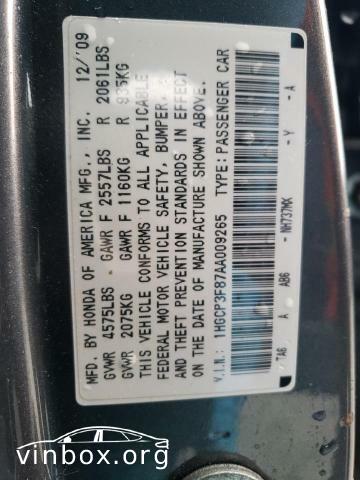 MFD. BY HONDA OF AMERICA MFG., INC. 12/'09
GVWR 4575LBS GAWR F 2557LBS R 2061LBS
GVWR 2075KG GAWR F 1160KG R 935KG
THIS VEHICLE CONFORMS TO ALL APPLICABLE
FEDERAL MOTOR VEHICLE SAFETY, BUMPER,
AND THEFT PREVENTION STANDARDS IN EFFECT
ON THE DATE OF MANUFACTURE SHOWN ABOVE.
V.I.N.: 1HGCP3F87AA009265 TYPE: PASSENGER CAR
TA6 A AB6 NH737MX Y A
vinbox.org